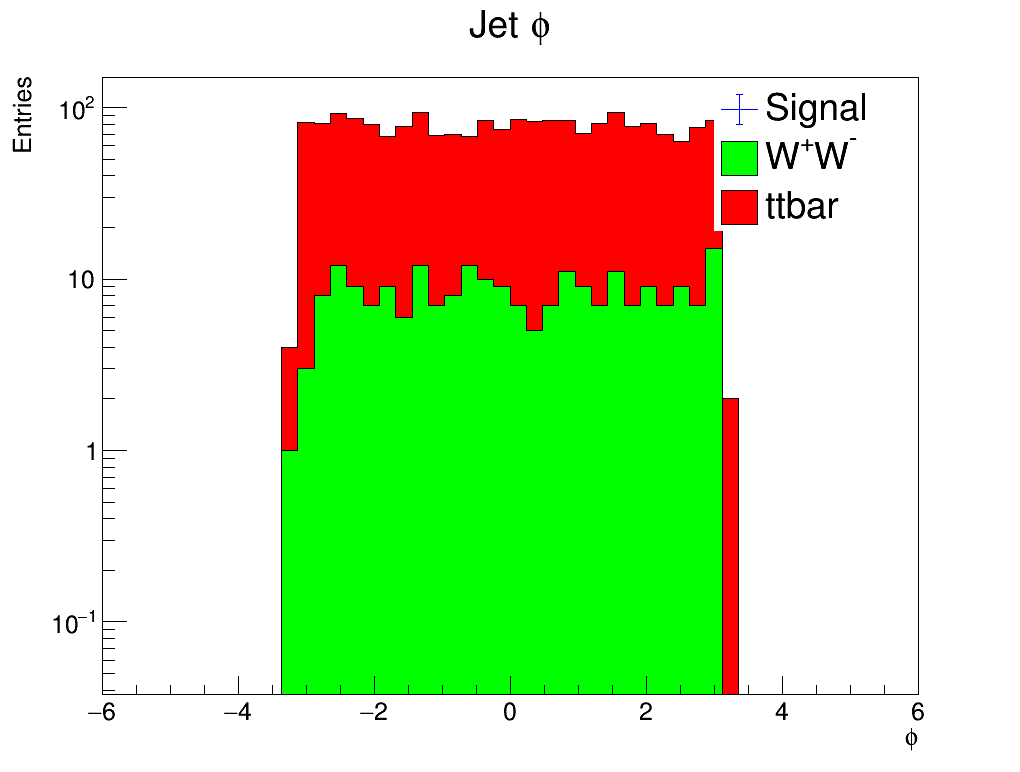 Jet ϕ
Entries
10²
10
1
10⁻¹
Signal
W⁺W⁻
ttbar
−6 −4 −2 0 2 4 6
ϕ